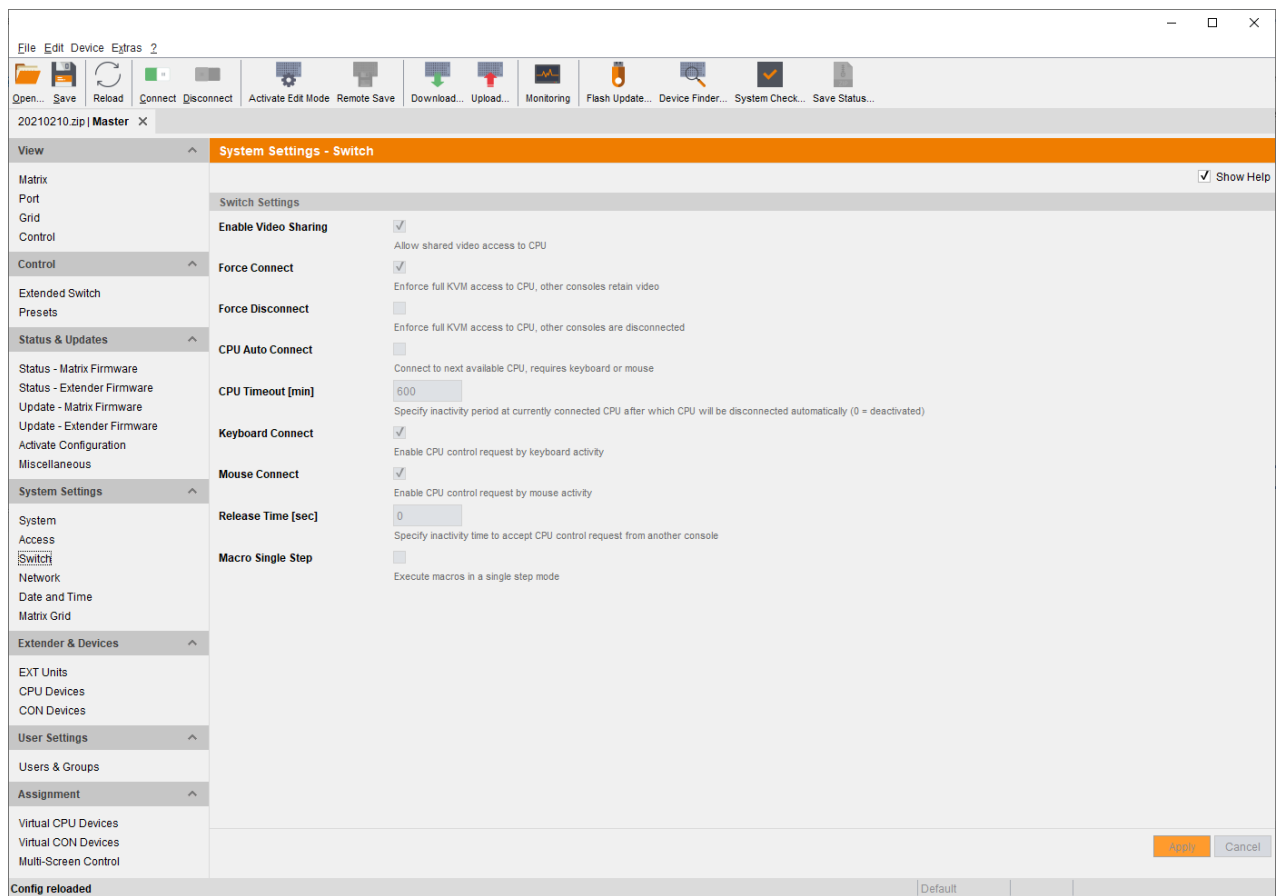 File Edit Device Extras ?
Open... Save Reload Connect Disconnect Activate Edit Mode Remote Save Download... Upload... Monitoring Flash Update... Device Finder... System Check... Save Status...
20210210.zip | Master
View
Matrix
Port
Grid
Control
Control
Extended Switch
Presets
Status & Updates
Status - Matrix Firmware
Status - Extender Firmware
Update - Matrix Firmware
Update - Extender Firmware
Activate Configuration
Miscellaneous
System Settings
System
Access
Switch
Network
Date and Time
Matrix Grid
Extender & Devices
EXT Units
CPU Devices
CON Devices
User Settings
Users & Groups
Assignment
Virtual CPU Devices
Virtual CON Devices
Multi-Screen Control
System Settings - Switch
Show Help
Switch Settings
Enable Video Sharing
Allow shared video access to CPU
Force Connect
Enforce full KVM access to CPU, other consoles retain video
Force Disconnect
Enforce full KVM access to CPU, other consoles are disconnected
CPU Auto Connect
Connect to next available CPU, requires keyboard or mouse
CPU Timeout [min] 600
Specify inactivity period at currently connected CPU after which CPU will be disconnected automatically (0 = deactivated)
Keyboard Connect
Enable CPU control request by keyboard activity
Mouse Connect
Enable CPU control request by mouse activity
Release Time [sec] 0
Specify inactivity time to accept CPU control request from another console
Macro Single Step
Execute macros in a single step mode
Apply Cancel
Config reloaded Default